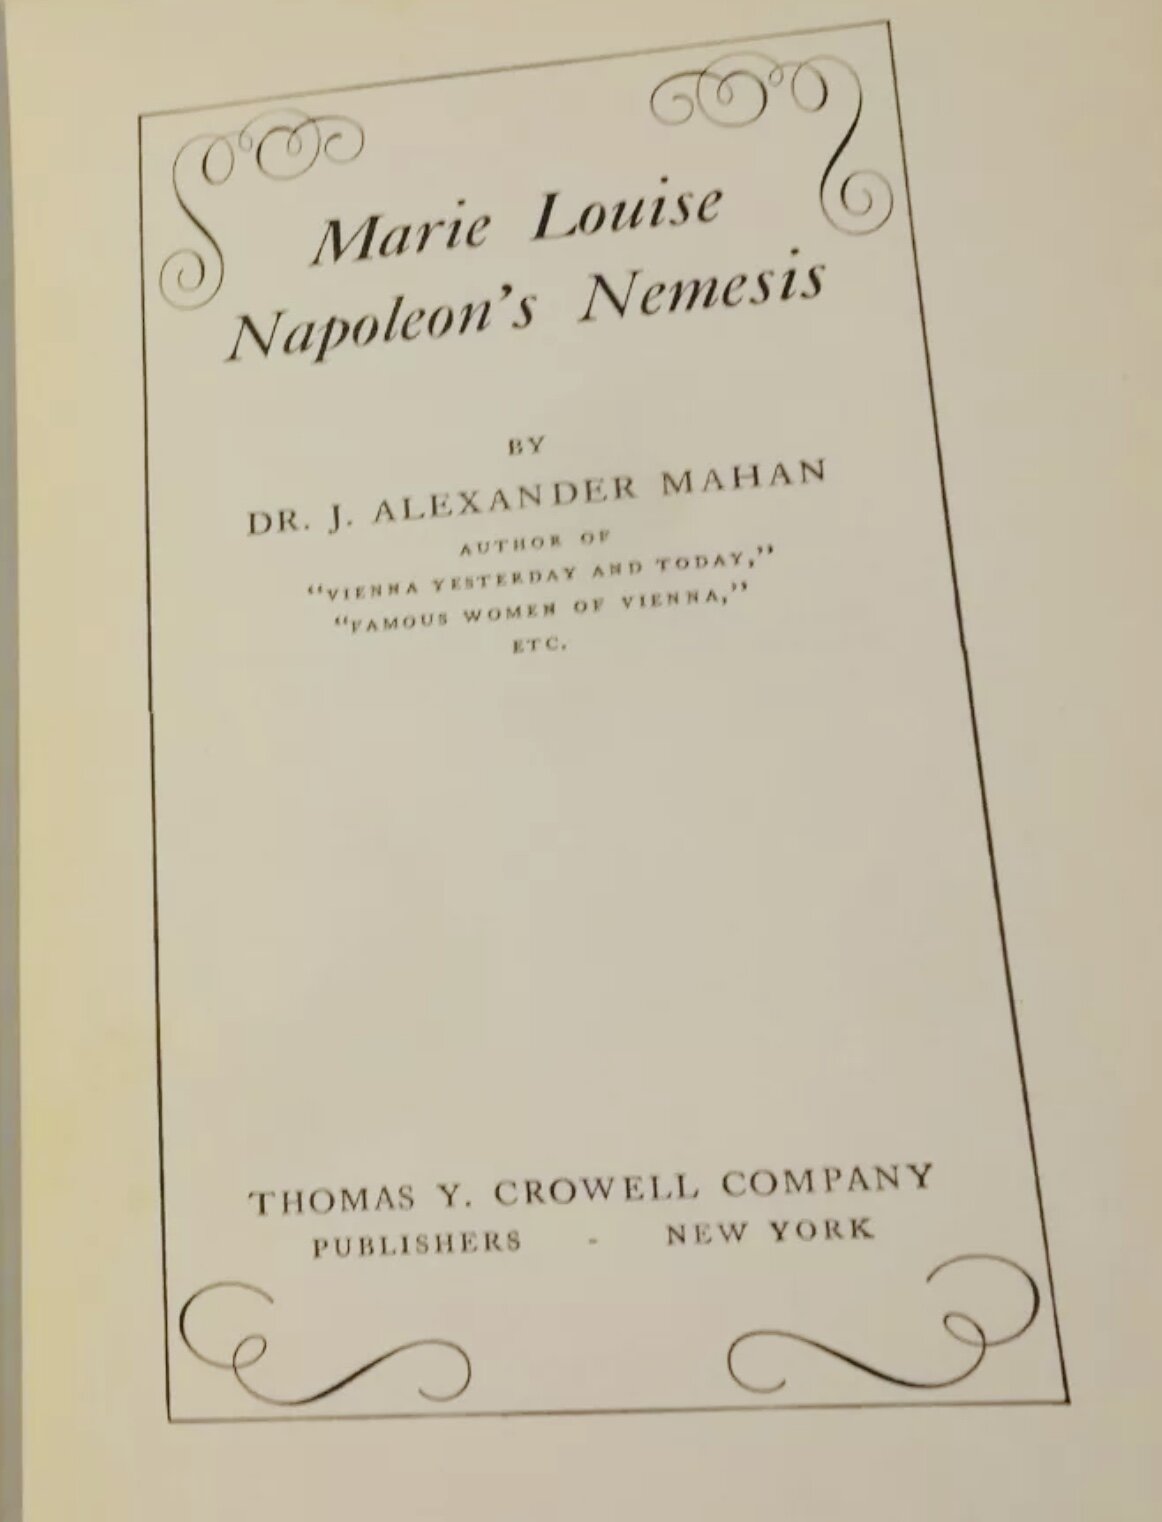 Marie Louise
Napoleon's Nemesis
BY
DR. J. ALEXANDER MAHAN
AUTHOR OF
"VIENNA YESTERDAY AND TODAY,"
"FAMOUS WOMEN OF VIENNA,"
ETC.
THOMAS Y. CROWELL COMPANY
PUBLISHERS - NEW YORK